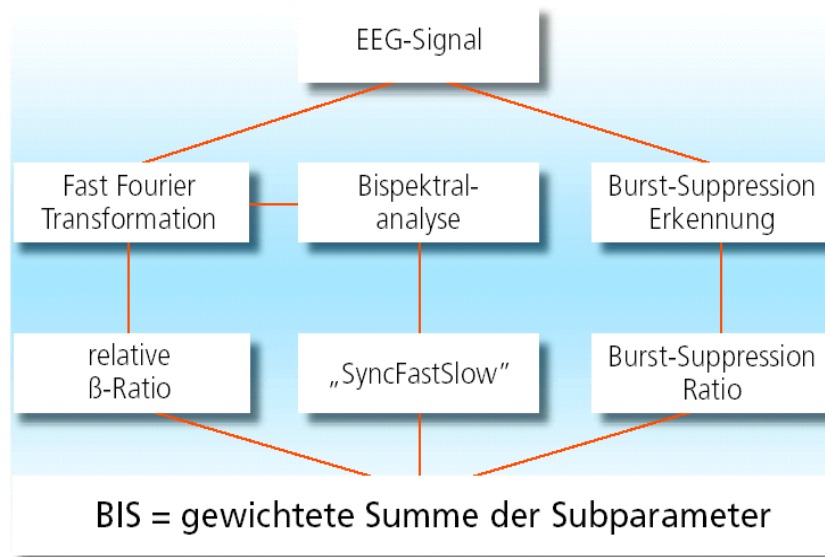 EEG-Signal
Fast Fourier
Transformation
Bispektral-
analyse
Burst-Suppression
Erkennung
relative
ß-Ratio
„SyncFastSlow”
Burst-Suppression
Ratio
BIS = gewichtete Summe der Subparameter